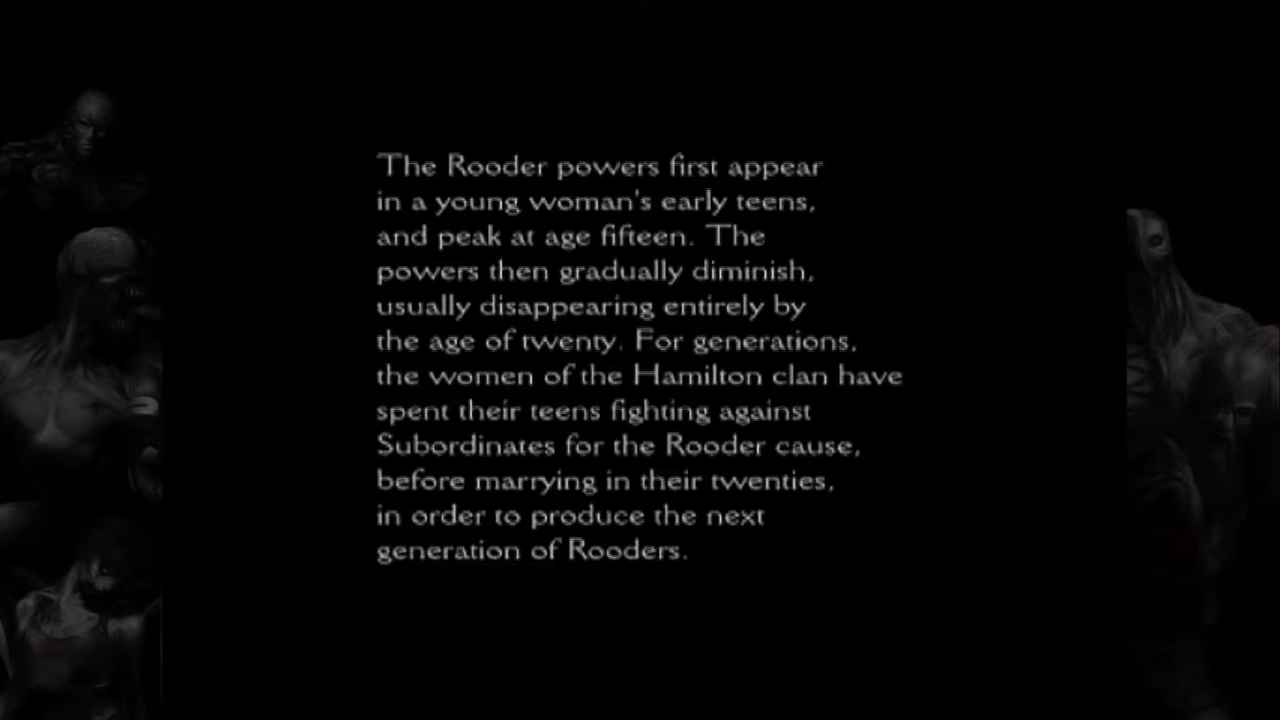 The Rooder powers first appear
in a young woman's early teens,
and peak at age fifteen. The
powers then gradually diminish,
usually disappearing entirely by
the age of twenty. For generations,
the women of the Hamilton clan have
spent their teens fighting against
Subordinates for the Rooder cause,
before marrying in their twenties,
in order to produce the next
generation of Rooders.